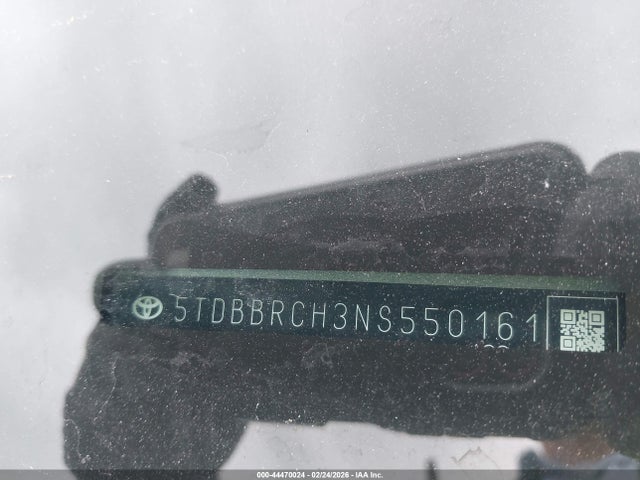 5TDBBRCH3NS550161
000-44470024 - 02/24/2026 - IAA Inc.